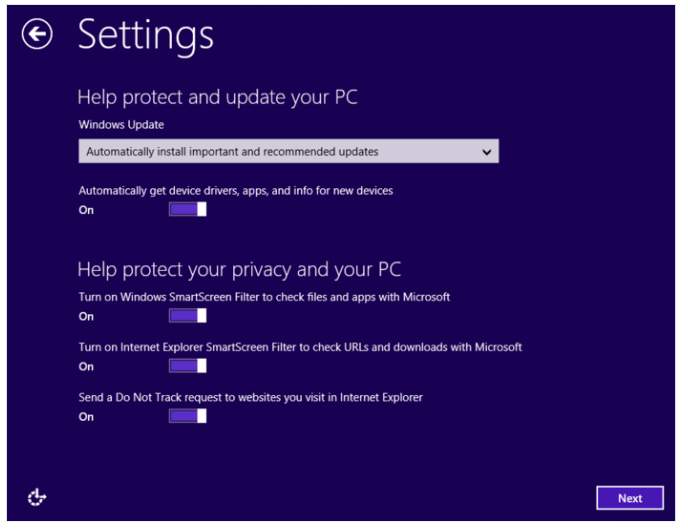 Settings
Help protect and update your PC
Windows Update
Automatically install important and recommended updates
Automatically get device drivers, apps, and info for new devices
On
Help protect your privacy and your PC
Turn on Windows SmartScreen Filter to check files and apps with Microsoft
On
Turn on Internet Explorer SmartScreen Filter to check URLs and downloads with Microsoft
On
Send a Do Not Track request to websites you visit in Internet Explorer
On
Next